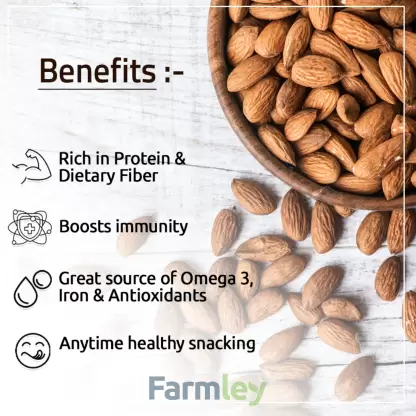 Benefits :-
Rich in Protein &
Dietary Fiber
Boosts immunity
Great source of Omega 3,
Iron & Antioxidants
Anytime healthy snacking
Farmley